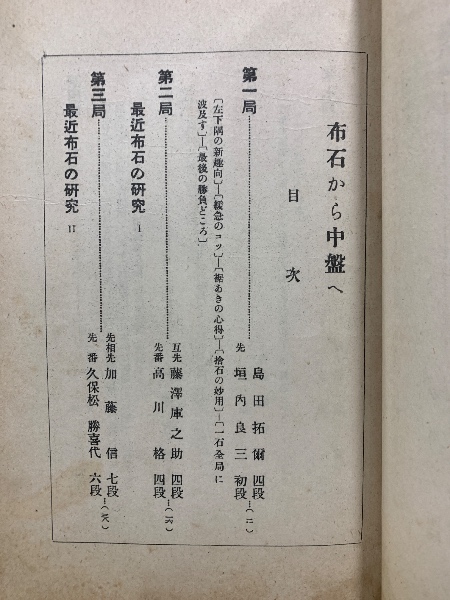 布石から中盤へ
目次
第一局
島田拓爾 四段
先 垣内良三 初段…(一)
〔左下隅の新趣向〕―〔緩急のコツ〕―〔裾あきの心得〕―〔捨石の妙用〕―〔一石全局に
波及す〕―〔最後の勝負どころ〕
第二局
互先 藤澤庫之助 四段
先番 高川格 四段…
最近布石の研究 I
第三局
先相先 加藤信 七段
先番 久保松勝喜代 六段…
最近布石の研究 II